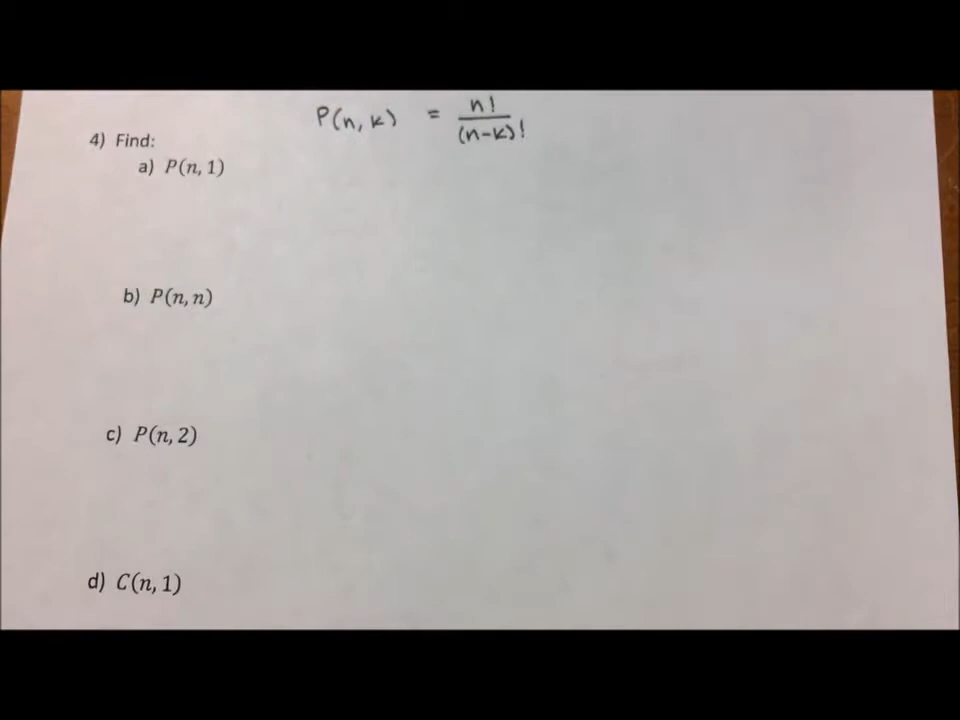 P(n, k) = n! / (n-k)!
4) Find:
a) P(n, 1)
b) P(n, n)
c) P(n, 2)
d) C(n, 1)